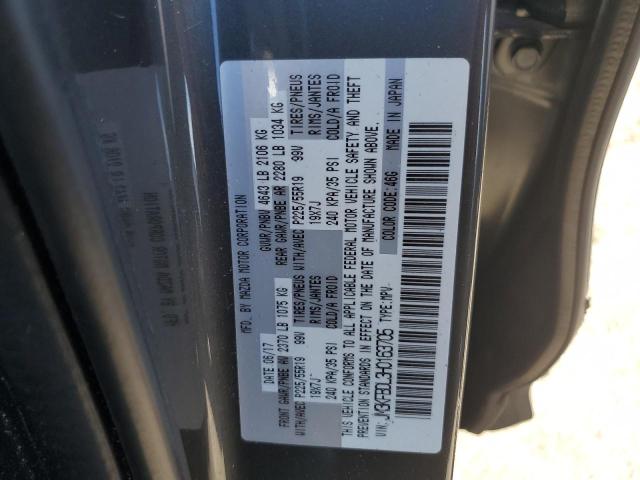 MFD. BY MAZDA MOTOR CORPORATION
DATE 06/17 GVWR/PNBV 4643 LB 2106 KG
FRONT GAWR/PNBE AV 2370 LB 1075 KG REAR GAWR/PNBE AR 2280 LB 1034 KG
WITH/AVEC P225/55R19 99V TIRES/PNEUS WITH/AVEC P225/55R19 99V TIRES/PNEUS
19X7J RIMS/JANTES 19X7J RIMS/JANTES
240 KPA/35 PSI COLD/A FROID 240 KPA/35 PSI COLD/A FROID
THIS VEHICLE CONFORMS TO ALL APPLICABLE FEDERAL MOTOR VEHICLE SAFETY AND THEFT
PREVENTION STANDARDS IN EFFECT ON THE DATE OF MANUFACTURE SHOWN ABOVE.
VIN: JM3KFBDL3H0163705 TYPE: MPV- COLOR CODE: 46G MADE IN JAPAN